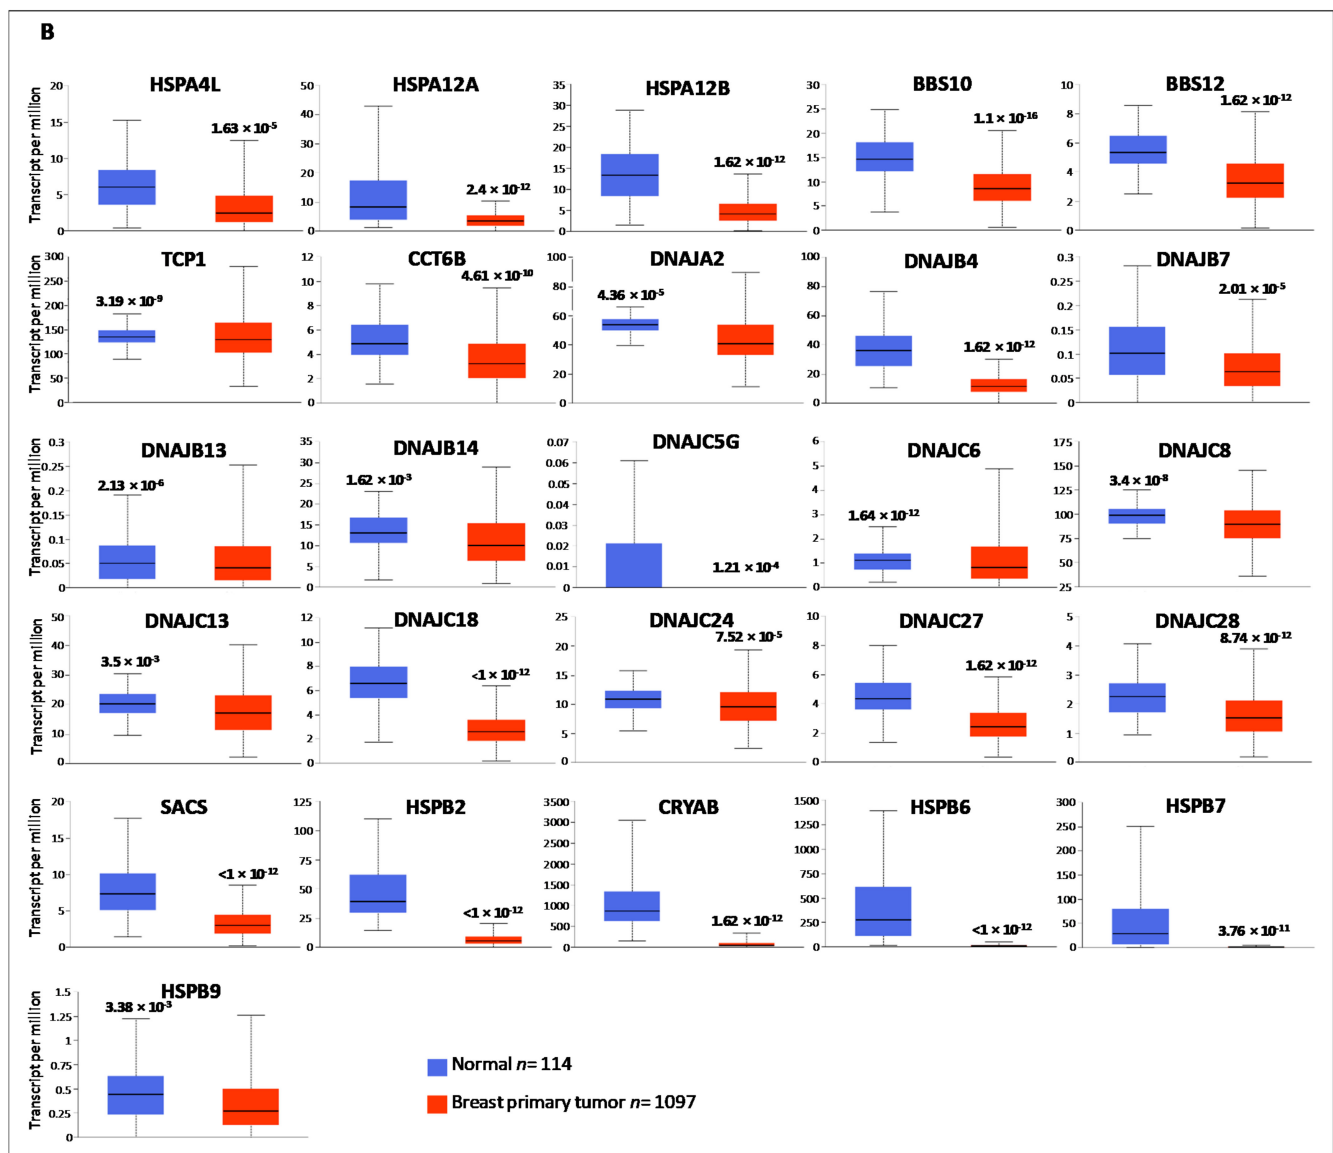 B
HSPA4L HSPA12A HSPA12B BBS10 BBS12
Transcript per million
20 15 10 5 0
1.63 × 10-5
50 40 30 20 10 0
2.4 × 10-12
35 30 25 20 15 10 5 0
1.62 × 10-12
30 25 20 15 10 5 0
1.1 × 10-16
10 8 6 4 2 0
1.62 × 10-12
TCP1 CCT6B DNAJA2 DNAJB4 DNAJB7
Transcript per million
300 250 200 150 100 50 0
3.19 × 10-9
12 10 8 6 4 2 0
4.61 × 10-10
100 80 60 40 20 0
4.36 × 10-5
100 80 60 40 20 0
1.62 × 10-12
0.3 0.25 0.2 0.15 0.1 0.05 0
2.01 × 10-5
DNAJB13 DNAJB14 DNAJC5G DNAJC6 DNAJC8
Transcript per million
0.3 0.25 0.2 0.15 0.1 0.05 0
2.13 × 10-6
35 30 25 20 15 10 5 0
1.62 × 10-3
0.07 0.06 0.05 0.04 0.03 0.02 0.01 0
1.21 × 10-4
6 5 4 3 2 1 0
1.64 × 10-12
175 150 125 100 75 50 25
3.4 × 10-8
DNAJC13 DNAJC18 DNAJC24 DNAJC27 DNAJC28
Transcript per million
50 40 30 20 10 0
3.5 × 10-3
12 10 8 6 4 2 0
<1 × 10-12
25 20 15 10 5 0
7.52 × 10-5
10 8 6 4 2 0
1.62 × 10-12
5 4 3 2 1 0
8.74 × 10-12
SACS HSPB2 CRYAB HSPB6 HSPB7
Transcript per million
20 15 10 5 0
<1 × 10-12
125 100 75 50 25 0
<1 × 10-12
3500 3000 2500 2000 1500 1000 500 0
1.62 × 10-12
1500 1250 1000 750 500 250 0
<1 × 10-12
300 250 200 150 100 50 0
3.76 × 10-11
HSPB9
Transcript per million
1.5 1.25 1 0.75 0.5 0.25 0
3.38 × 10-3
Normal n= 114
Breast primary tumor n= 1097